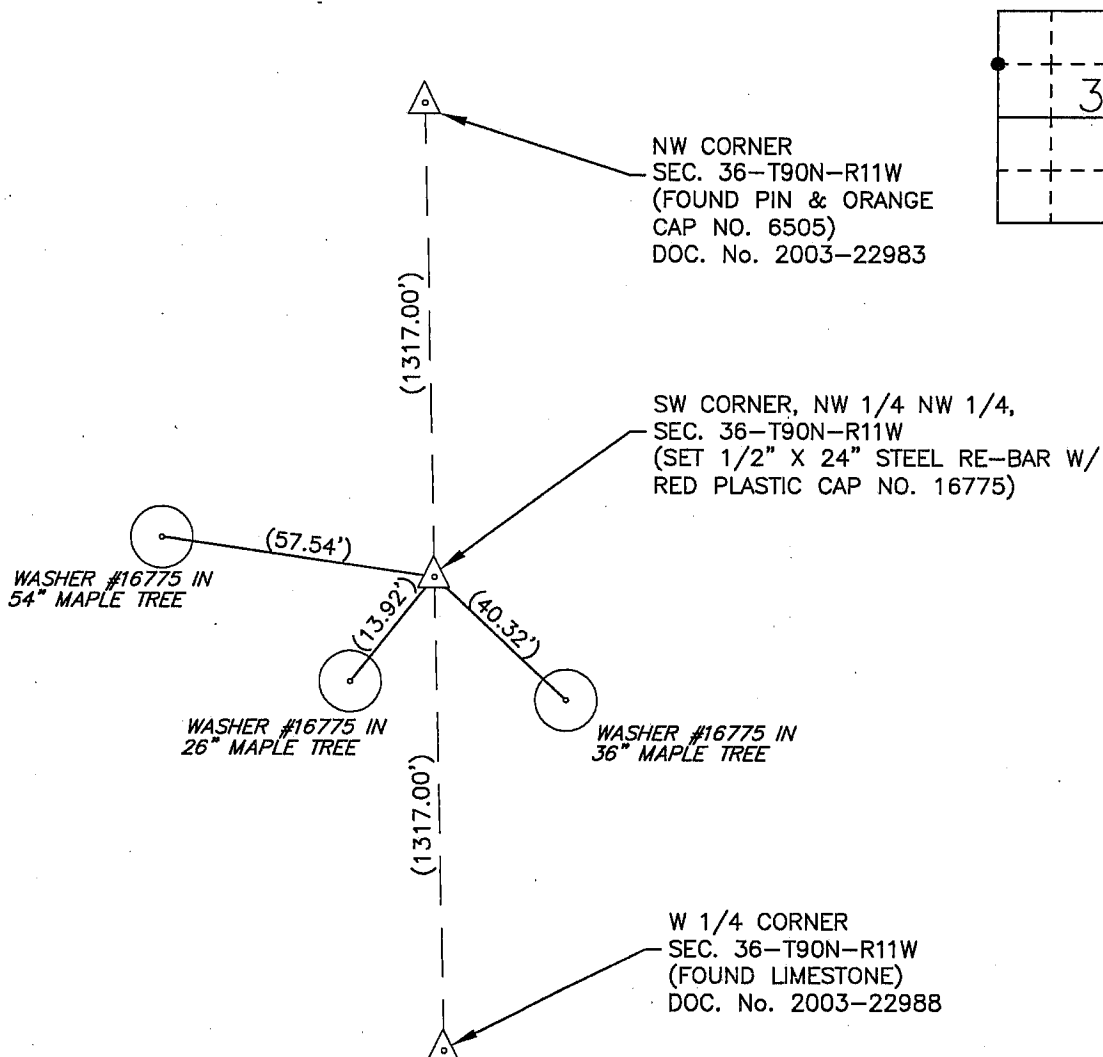 3
NW CORNER
SEC. 36-T90N-R11W
(FOUND PIN & ORANGE
CAP NO. 6505)
DOC. No. 2003-22983
(1317.00')
SW CORNER, NW 1/4 NW 1/4,
SEC. 36-T90N-R11W
(SET 1/2" X 24" STEEL RE-BAR W/
RED PLASTIC CAP NO. 16775)
(57.54')
WASHER #16775 IN
54" MAPLE TREE
(13.92')
(40.32')
WASHER #16775 IN
26" MAPLE TREE
WASHER #16775 IN
36" MAPLE TREE
(1317.00')
W 1/4 CORNER
SEC. 36-T90N-R11W
(FOUND LIMESTONE)
DOC. No. 2003-22988